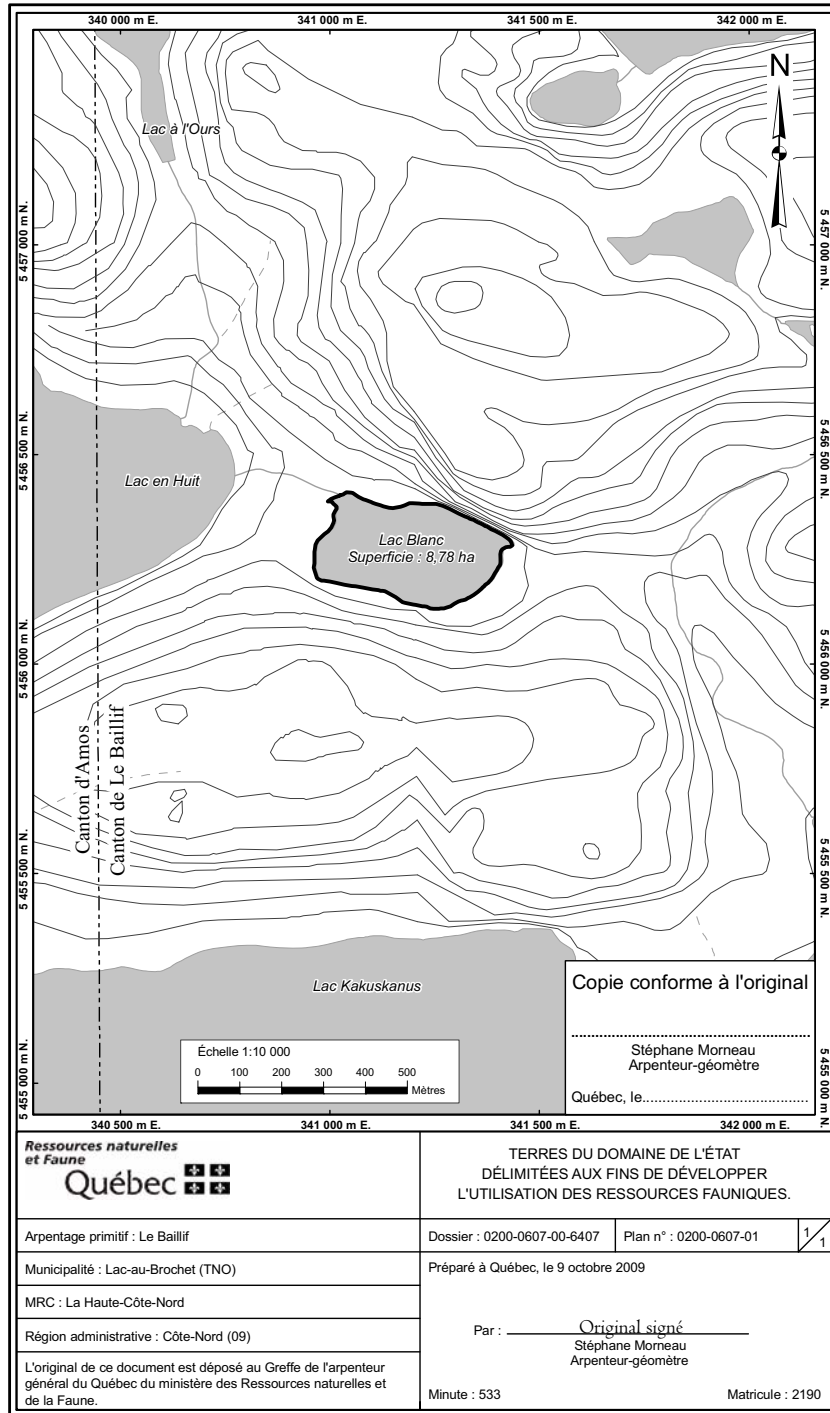 340 000 m E.
341 000 m E.
341 500 m E.
342 000 m E.
N
Lac à l'Ours
5 457 000 m N.
5 457 000 m N.
5 456 500 m N.
5 456 500 m N.
Lac en Huit
Lac Blanc
Superficie : 8,78 ha
5 456 000 m N.
5 456 000 m N.
Canton d'Amos
Canton de Le Baillif
5 455 500 m N.
5 455 500 m N.
Lac Kakuskanus
Copie conforme à l'original
Stéphane Morneau
Arpenteur-géomètre
Québec, le
Échelle 1:10 000
0 100 200 300 400 500
Mètres
5 455 000 m N.
5 455 000 m N.
340 500 m E.
341 000 m E.
341 500 m E.
342 000 m E.
Ressources naturelles
et Faune
Québec
TERRES DU DOMAINE DE L'ÉTAT
DÉLIMITÉES AUX FINS DE DÉVELOPPER
L'UTILISATION DES RESSOURCES FAUNIQUES.
Arpentage primitif : Le Baillif
Dossier : 0200-0607-00-6407
Plan n° : 0200-0607-01
1/1
Municipalité : Lac-au-Brochet (TNO)
Préparé à Québec, le 9 octobre 2009
MRC : La Haute-Côte-Nord
Région administrative : Côte-Nord (09)
Par : Original signé
Stéphane Morneau
Arpenteur-géomètre
L'original de ce document est déposé au Greffe de l'arpenteur
général du Québec du ministère des Ressources naturelles et
de la Faune.
Minute : 533
Matricule : 2190